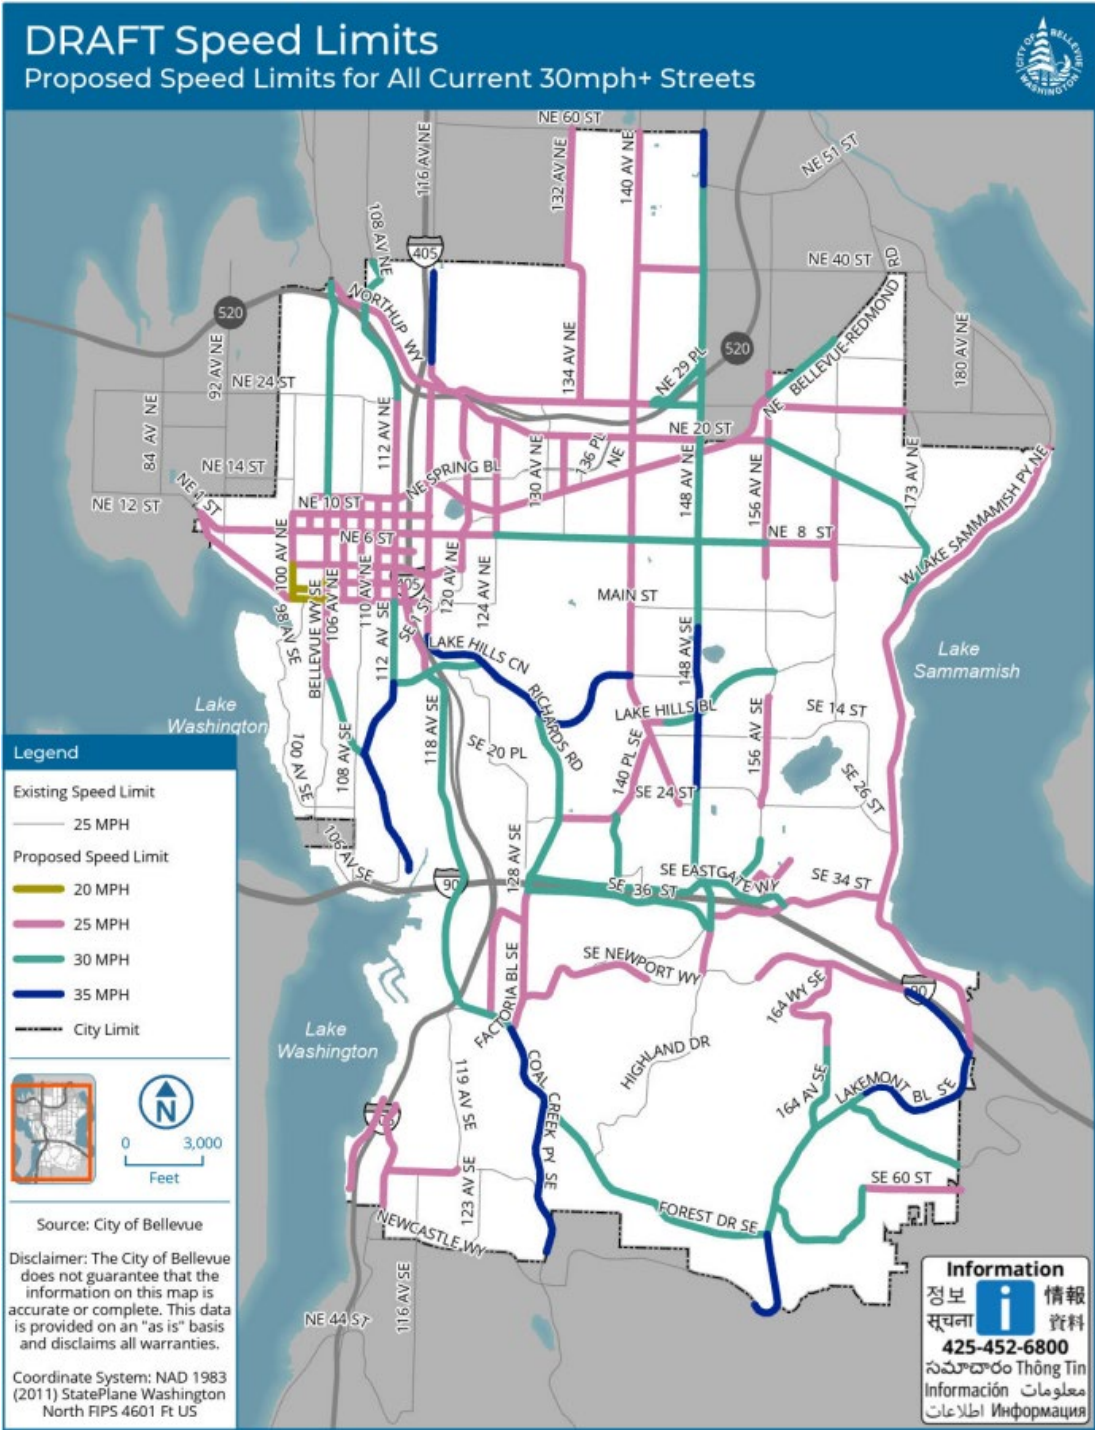 DRAFT Speed Limits
Proposed Speed Limits for All Current 30mph+ Streets
CITY OF BELLEVUE
WASHINGTON
NE 60 ST
116 AV NE
132 AV NE
140 AV NE
NE 51 ST
108 AV NE
405
NE 40 ST
520
NORTHUP WY
NE BELLEVUE-REDMOND RD
520
92 AV NE
NE 24 ST
134 AV NE
NE 29 PL
180 AV NE
84 AV NE
112 AV NE
NE 20 ST
NE 14 ST
NE SPRING BL
130 AV NE
136 PL NE
148 AV NE
156 AV NE
173 AV NE
NE 12 ST
NE 1 ST
NE 10 ST
NE 6 ST
NE 8 ST
W LAKE SAMMAMISH PY NE
100 AV NE
106 AV NE
110 AV NE
405
120 AV NE
124 AV NE
MAIN ST
98 AV SE
BELLEVUE WY SE
112 AV SE
SE 1 ST
LAKE HILLS CN
148 AV SE
Lake
Sammamish
Lake
Washington
RICHARDS RD
LAKE HILLS BL
SE 14 ST
100 AV SE
108 AV SE
118 AV SE
SE 20 PL
140 PL SE
156 AV SE
SE 24 ST
SE 26 ST
106 AV SE
128 AV SE
90
SE 36 ST
SE EASTGATE WY
SE 34 ST
FACTORIA BL SE
SE NEWPORT WY
164 WY SE
90
Lake
Washington
HIGHLAND DR
119 AV SE
COAL CREEK PY SE
164 AV SE
LAKEMONT BL SE
123 AV SE
SE 60 ST
FOREST DR SE
NEWCASTLE WY
116 AV SE
NE 44 ST
Legend
Existing Speed Limit
25 MPH
Proposed Speed Limit
20 MPH
25 MPH
30 MPH
35 MPH
City Limit
N
0 3,000
Feet
Source: City of Bellevue
Disclaimer: The City of Bellevue
does not guarantee that the
information on this map is
accurate or complete. This data
is provided on an "as is" basis
and disclaims all warranties.
Coordinate System: NAD 1983
(2011) StatePlane Washington
North FIPS 4601 Ft US
Information
정보 i 情報
सूचना 資料
425-452-6800
సమాచారం Thông Tin
Información معلومات
اطلاعات Информация